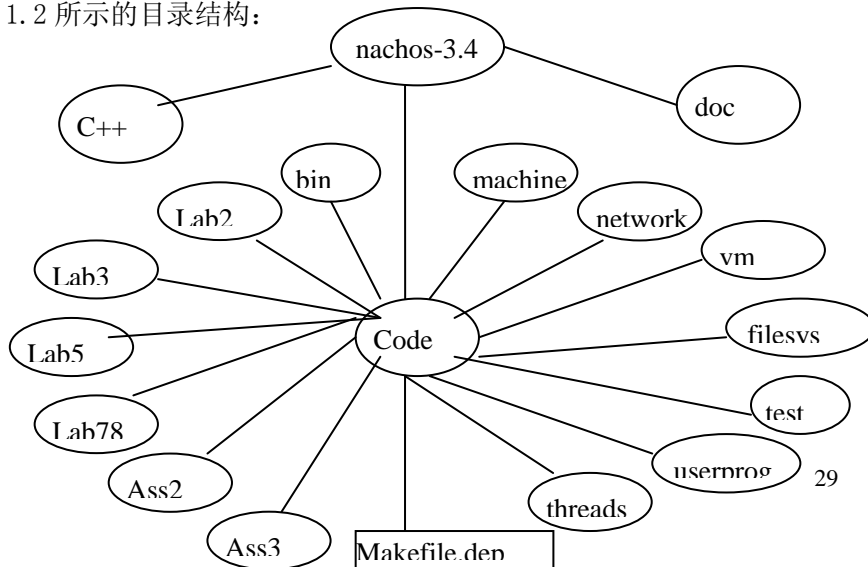 1.2 所示的目录结构：
nachos-3.4
C++
doc
bin
machine
Lab2
network
vm
Lab3
filesys
Code
Lab5
test
Lab78
userprog
29
Ass2
threads
Ass3
Makefile.dep